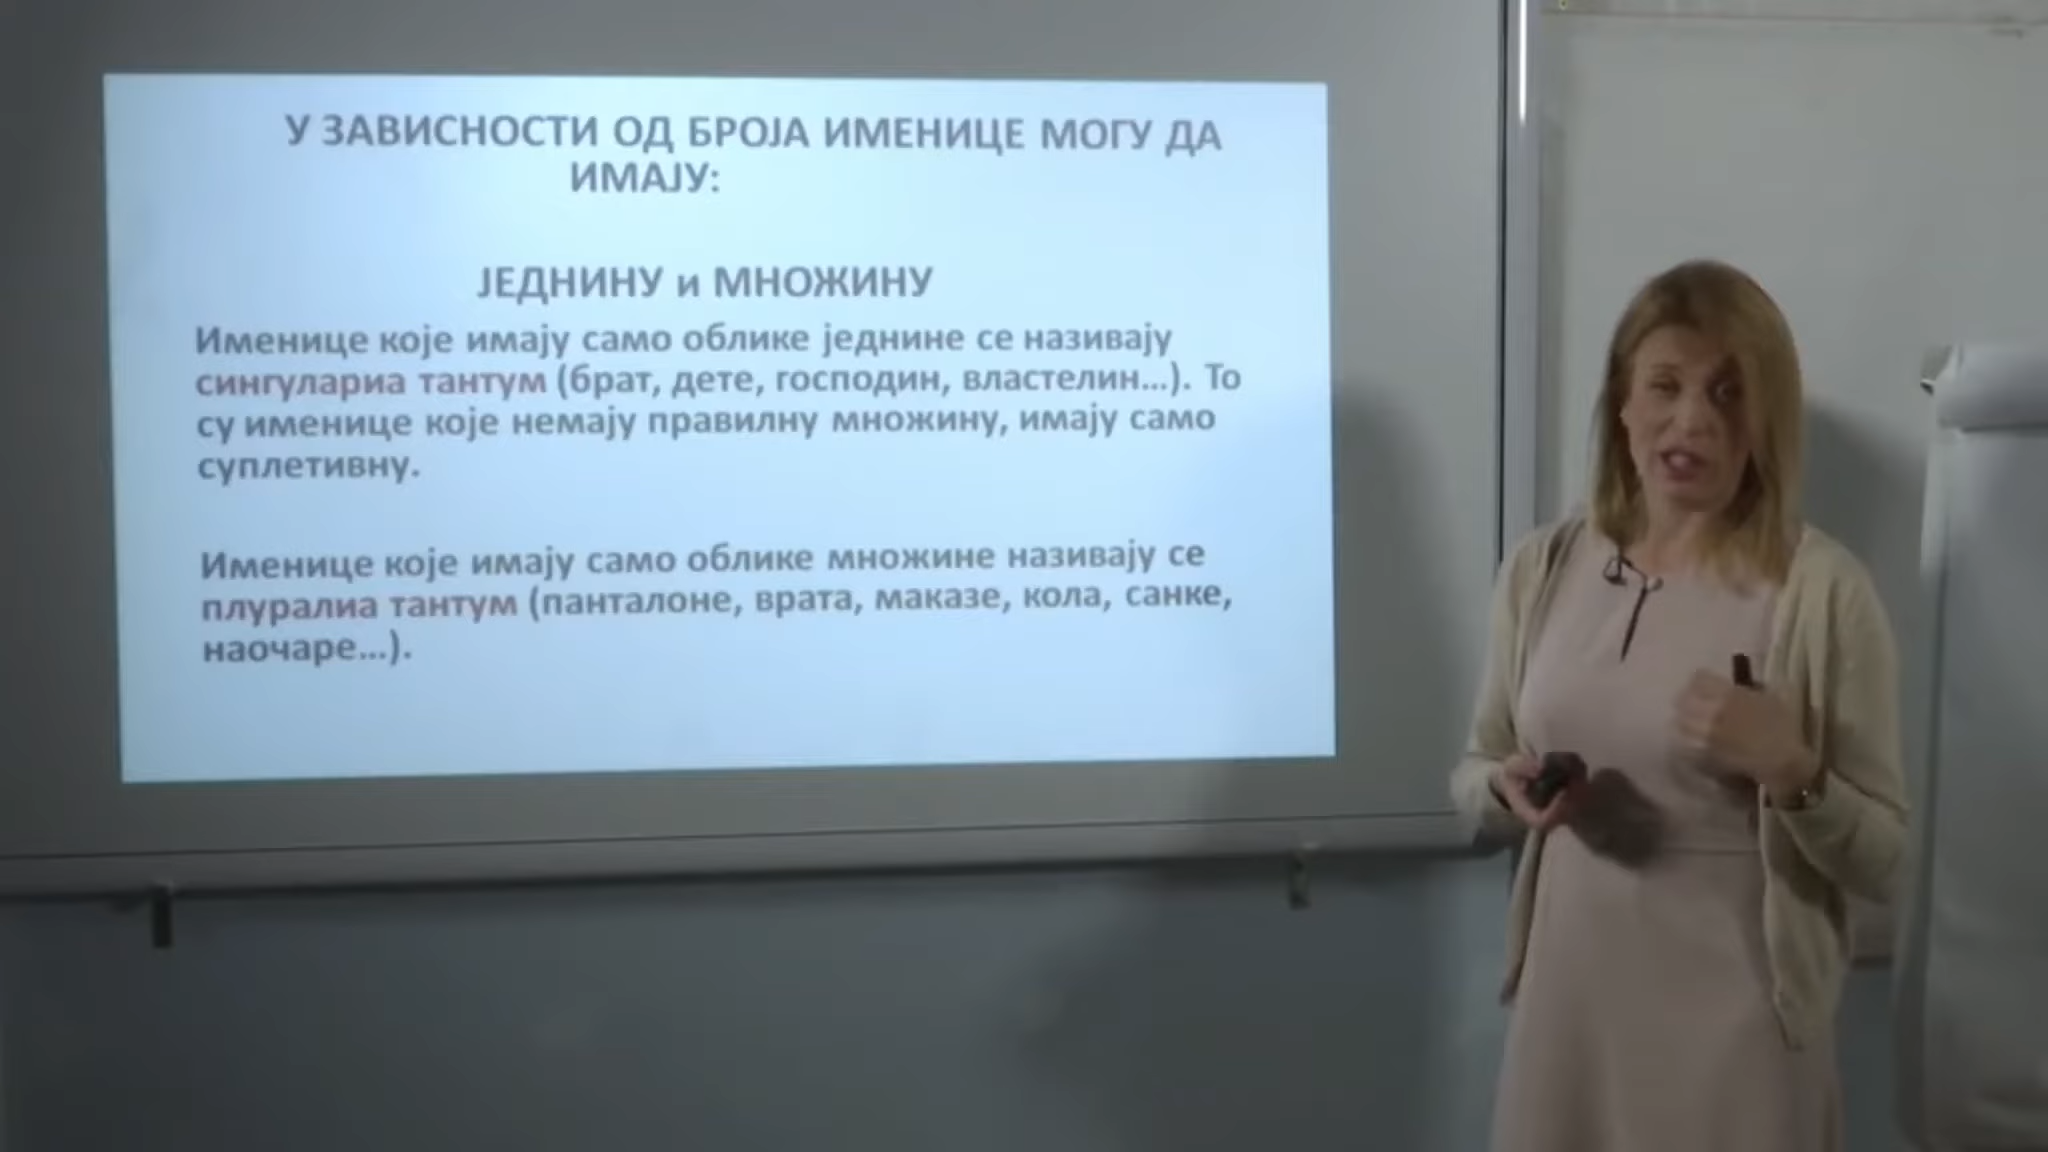 У ЗАВИСНОСТИ ОД БРОЈА ИМЕНИЦЕ МОГУ ДА
ИМАЈУ:
ЈЕДНИНУ и МНОЖИНУ
Именице које имају само облике једнине се називају
сингулариа тантум (брат, дете, господин, властелин...). То
су именице које немају правилну множину, имају само
суплетивну.
Именице које имају само облике множине називају се
плуралиа тантум (панталоне, врата, маказе, кола, санке,
наочаре...).